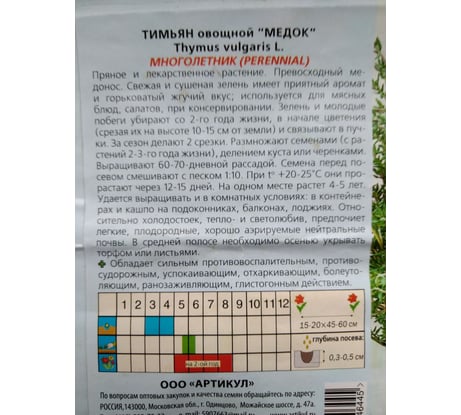 ТИМЬЯН овощной "МЕДОК"
Thymus vulgaris L.
МНОГОЛЕТНИК (PERENNIAL)
Пряное и лекарственное растение. Превосходный ме-
донос. Свежая и сушеная зелень имеет приятный аромат
и горьковатый жгучий вкус; используется для мясных
блюд, салатов, при консервировании. Зелень и молодые
побеги убирают со 2-го года жизни, в начале цветения
(срезая их на высоте 10-15 см от земли) и связывают в пуч-
ки. За сезон делают 2 срезки. Размножают семенами (с ра-
стений 2-3-го года жизни), делением куста или черенками.
Выращивают 60-70-дневной рассадой. Семена перед по-
севом смешивают с песком 1:10. При t° +20-25°C они про-
растают через 12-15 дней. На одном месте растет 4-5 лет.
Удается выращивать и в комнатных условиях: в контейне-
рах и кашпо на подоконниках, балконах, лоджиях. Отно-
сительно холодостоек, тепло- и светолюбив, предпочитает
легкие, плодородные, хорошо аэрируемые нейтральные
почвы. В средней полосе необходимо осенью укрывать
торфом или листьями.
Обладает сильным противовоспалительным, противо-
судорожным, успокаивающим, отхаркивающим, болеуто-
ляющим, ранозаживляющим, глистогонным действием.
1 2 3 4 5 6 7 8 9 10 11 12
15-20×45-60 см
глубина посева:
0,3-0,5 см
на 2-ой год
ООО "АРТИКУЛ"
По вопросам оптовых закупок и качества семян обращайтесь по адресу:
РОССИЯ, 143000, Московская обл., г. Одинцово, Можайское шоссе, д. 47а.